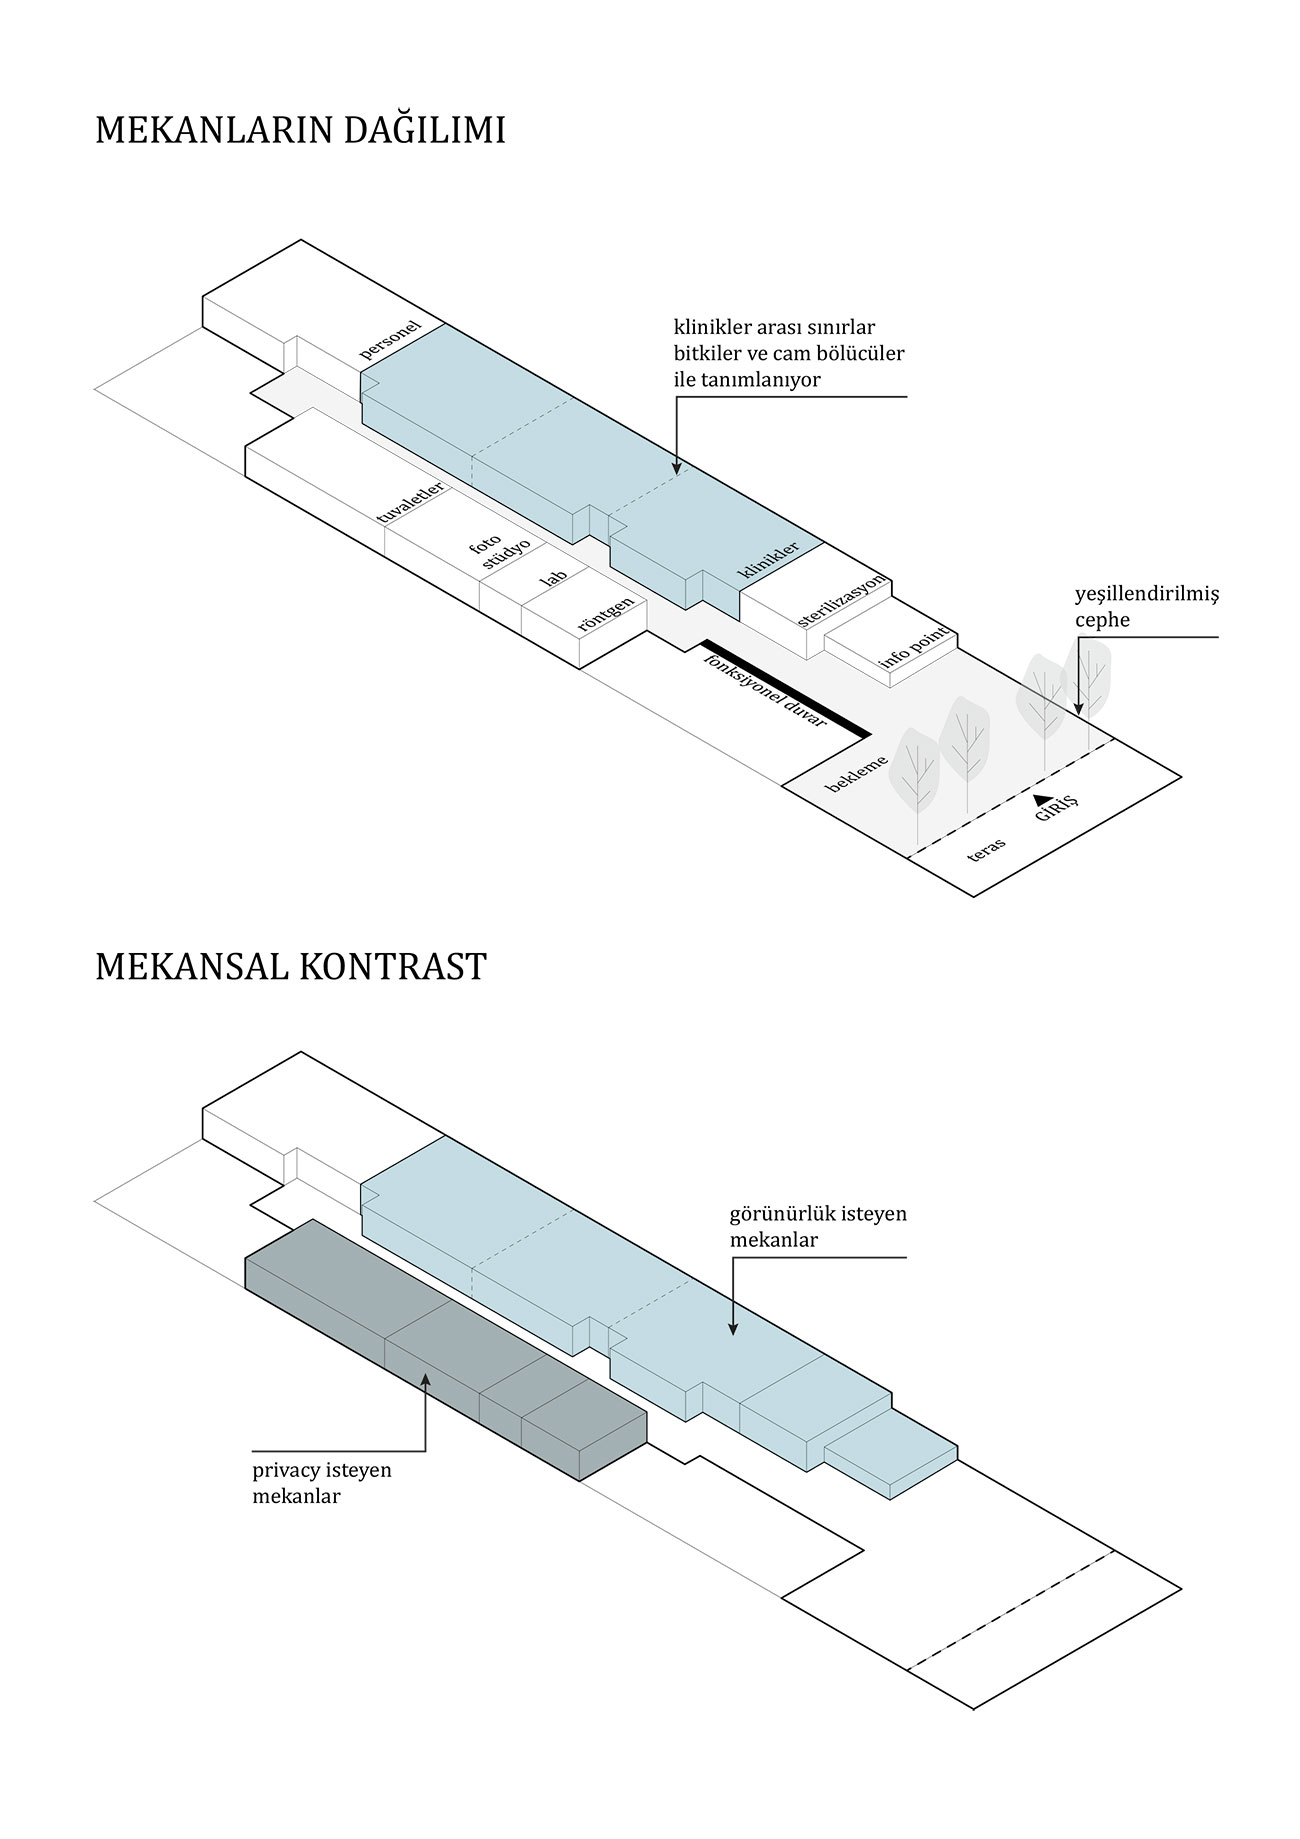 MEKANLARIN DAĞILIMI
klinikler arası sınırlar
bitkiler ve cam bölücüler
ile tanımlanıyor
personel
tuvaletler
foto
stüdyo
lab
röntgen
klinikler
sterilizasyon
info point
fonksiyonel duvar
yeşillendirilmiş
cephe
bekleme
GİRİŞ
teras
MEKANSAL KONTRAST
görünürlük isteyen
mekanlar
privacy isteyen
mekanlar